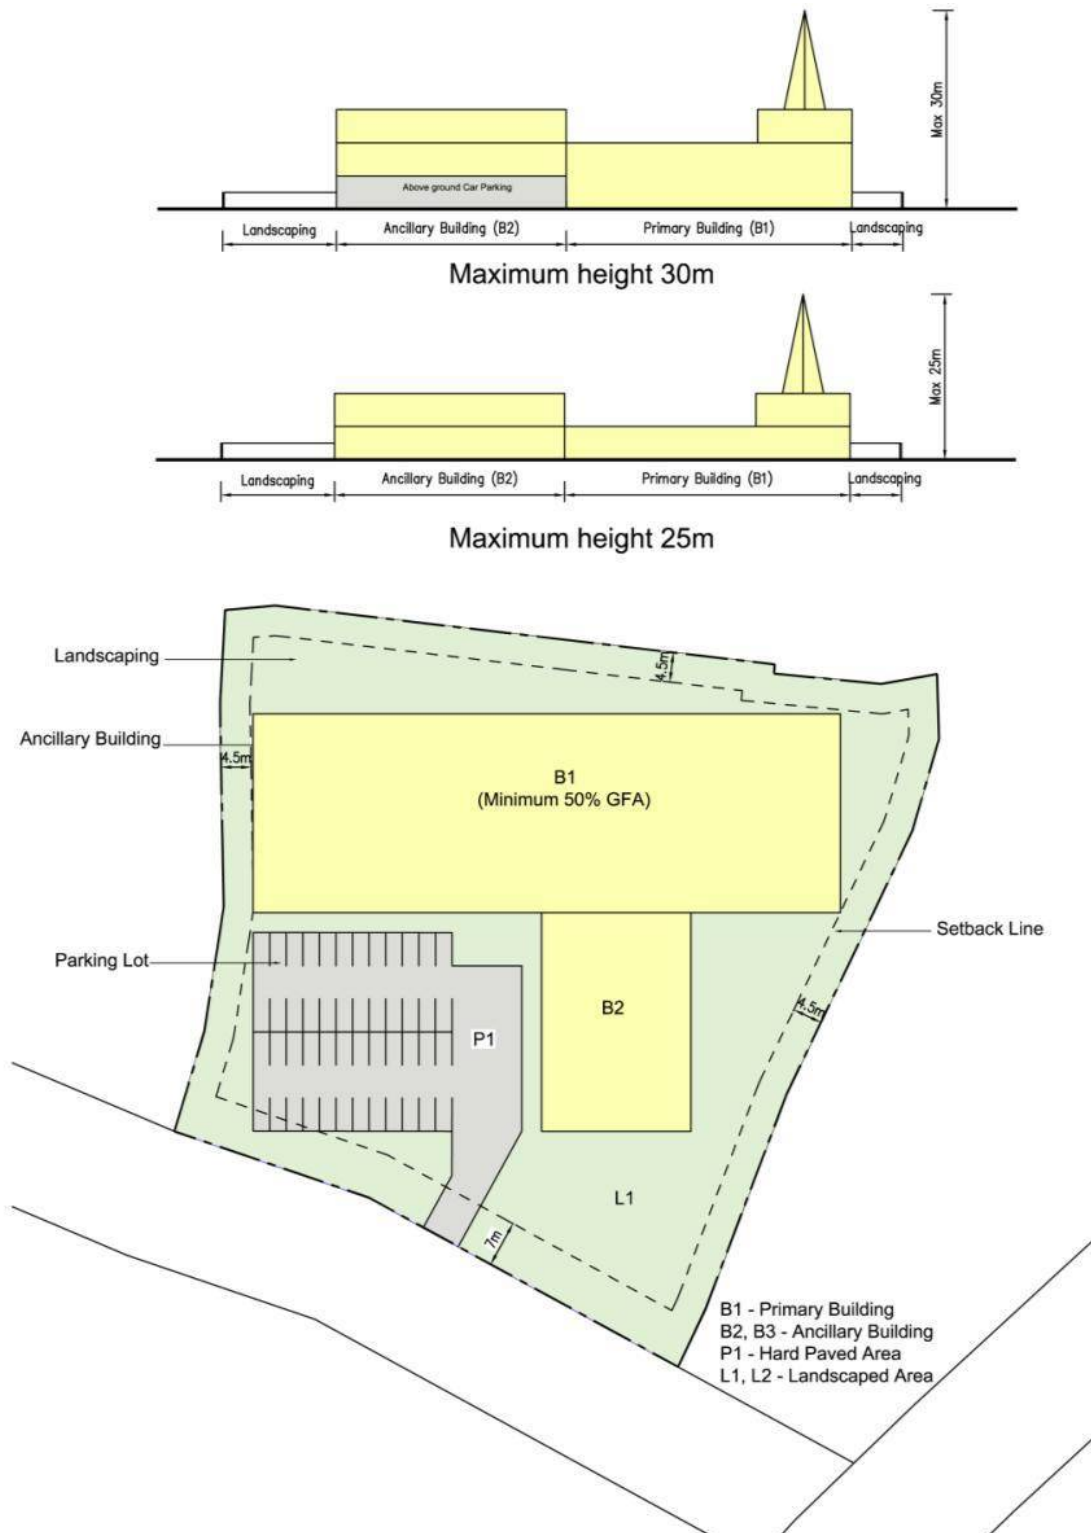 Max 30m
Above ground Car Parking
Landscaping
Ancillary Building (B2)
Primary Building (B1)
Landscaping
Maximum height 30m
Max 25m
Landscaping
Ancillary Building (B2)
Primary Building (B1)
Landscaping
Maximum height 25m
Landscaping
4.5m
Ancillary Building
4.5m
B1
(Minimum 50% GFA)
Setback Line
Parking Lot
4.5m
B2
P1
L1
7m
B1 - Primary Building
B2, B3 - Ancillary Building
P1 - Hard Paved Area
L1, L2 - Landscaped Area